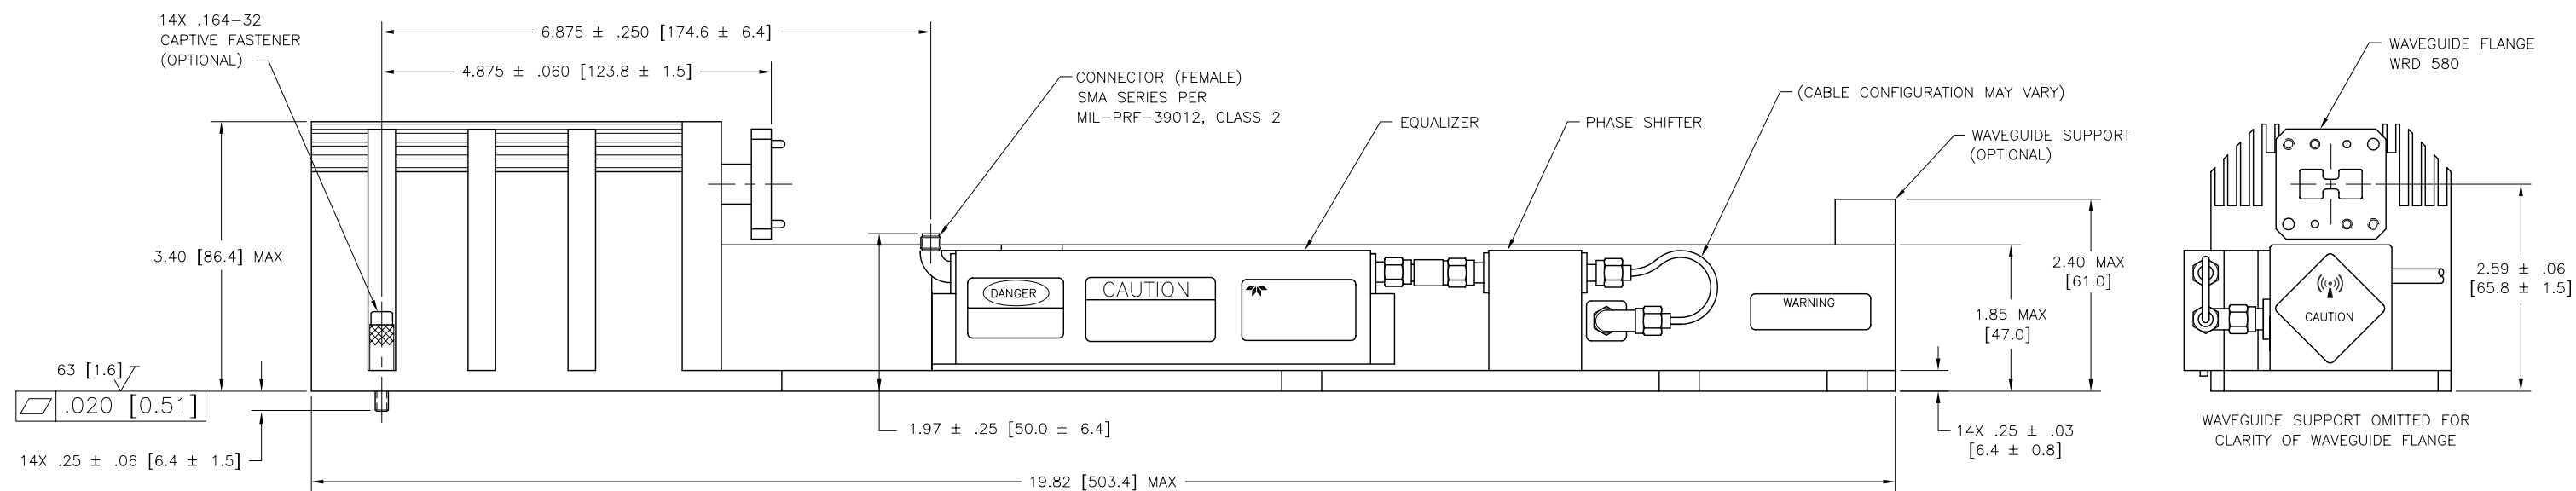 14X .164-32
CAPTIVE FASTENER
(OPTIONAL)
6.875 ± .250 [174.6 ± 6.4]
4.875 ± .060 [123.8 ± 1.5]
CONNECTOR (FEMALE)
SMA SERIES PER
MIL-PRF-39012, CLASS 2
EQUALIZER
PHASE SHIFTER
(CABLE CONFIGURATION MAY VARY)
WAVEGUIDE SUPPORT
(OPTIONAL)
WAVEGUIDE FLANGE
WRD 580
3.40 [86.4] MAX
DANGER
CAUTION
WARNING
2.40 MAX
[61.0]
1.85 MAX
[47.0]
CAUTION
2.59 ± .06
[65.8 ± 1.5]
63 [1.6]
.020 [0.51]
14X .25 ± .06 [6.4 ± 1.5]
1.97 ± .25 [50.0 ± 6.4]
14X .25 ± .03
[6.4 ± 0.8]
WAVEGUIDE SUPPORT OMITTED FOR
CLARITY OF WAVEGUIDE FLANGE
19.82 [503.4] MAX